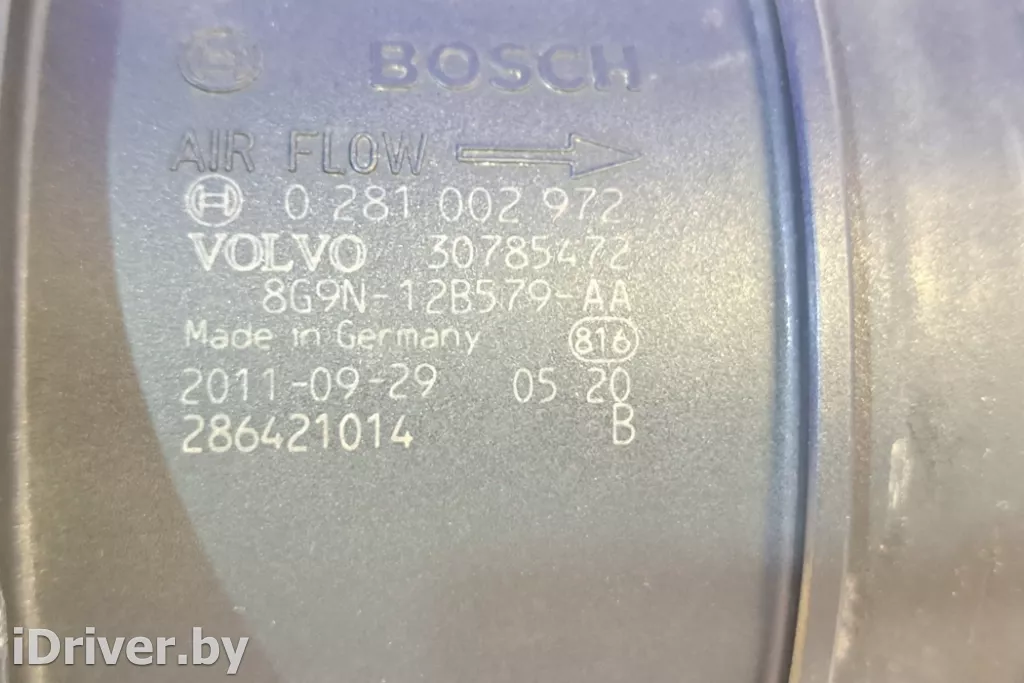 BOSCH
AIR FLOW
0 281 002 972
VOLVO 30785472
8G9N-12B579-AA
Made in Germany 816
2011-09-29 05 20
286421014 B
iDriver.by